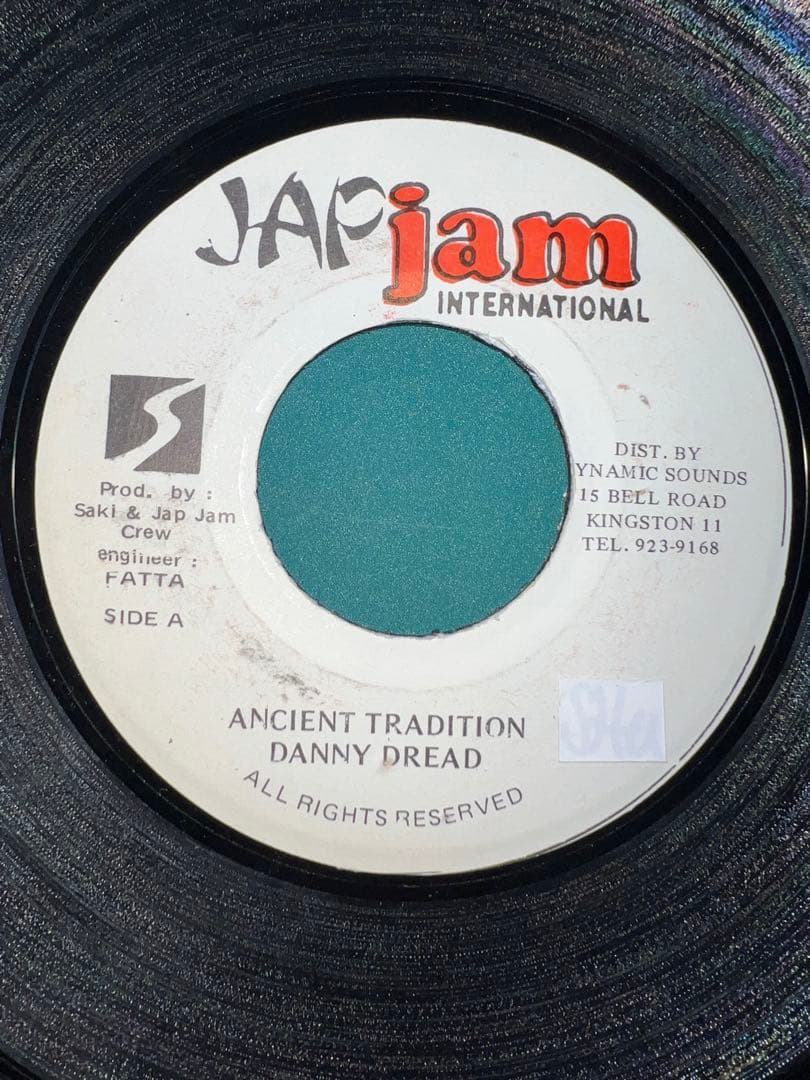 JAP jam
INTERNATIONAL
Prod. by :
Saki & Jap Jam
Crew
engineer :
FATTA
SIDE A
DIST. BY
YNAMIC SOUNDS
15 BELL ROAD
KINGSTON 11
TEL. 923-9168
ANCIENT TRADITION
DANNY DREAD
ALL RIGHTS RESERVED